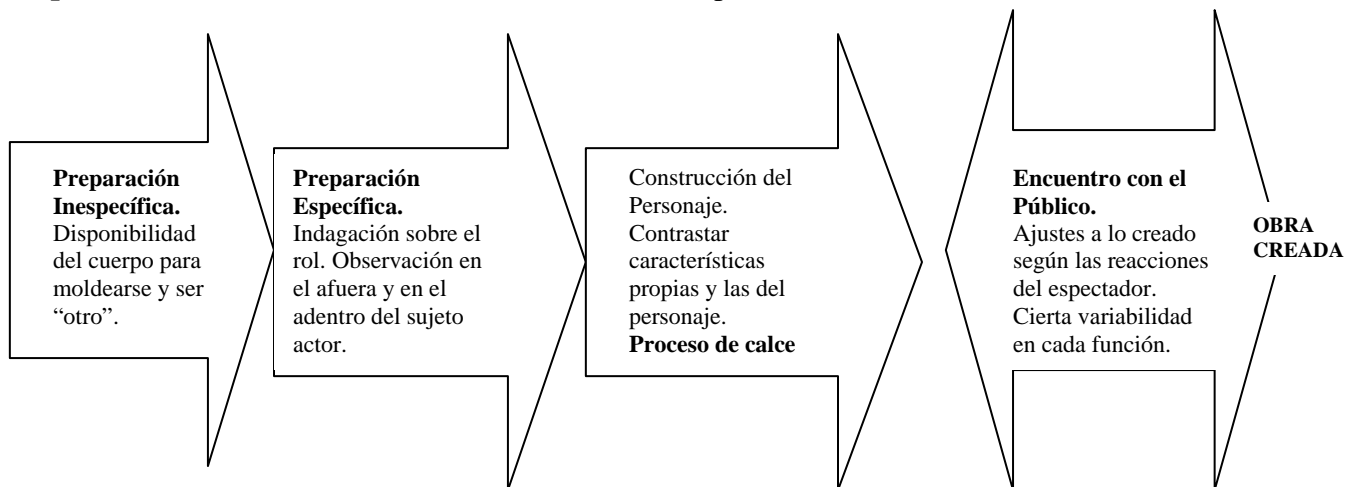 Preparación
Inespecífica.
Disponibilidad
del cuerpo para
moldearse y ser
“otro”.
Preparación
Específica.
Indagación sobre el
rol. Observación en
el afuera y en el
adentro del sujeto
actor.
Construcción del
Personaje.
Contrastar
características
propias y las del
personaje.
Proceso de calce
Encuentro con el
Público.
Ajustes a lo creado
según las reacciones
del espectador.
Cierta variabilidad
en cada función.
OBRA
CREADA